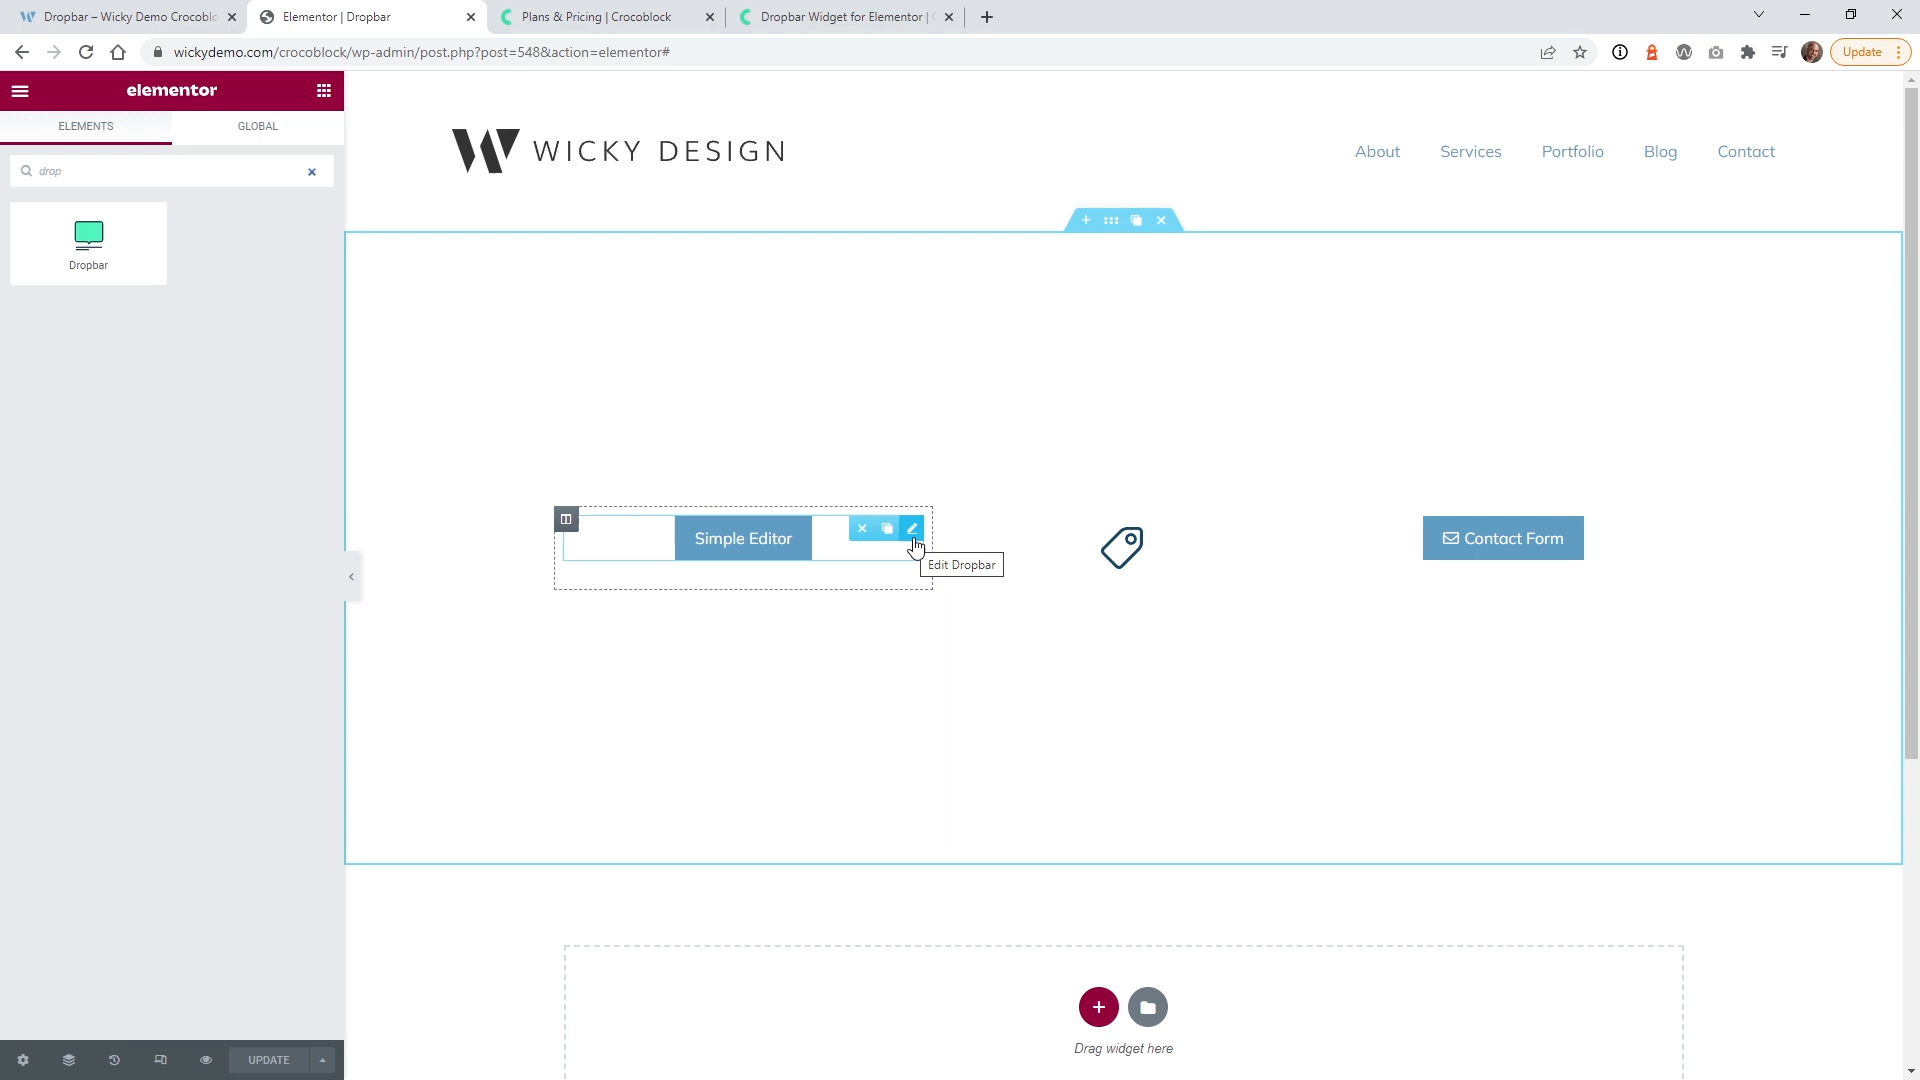 Dropbar – Wicky Demo Crocoblo
Elementor | Dropbar
Plans & Pricing | Crocoblock
Dropbar Widget for Elementor |
wickydemo.com/crocoblock/wp-admin/post.php?post=548&action=elementor#
Update
elementor
ELEMENTS
GLOBAL
drop
Dropbar
WICKY DESIGN
About
Services
Portfolio
Blog
Contact
Simple Editor
Edit Dropbar
Contact Form
Drag widget here
UPDATE